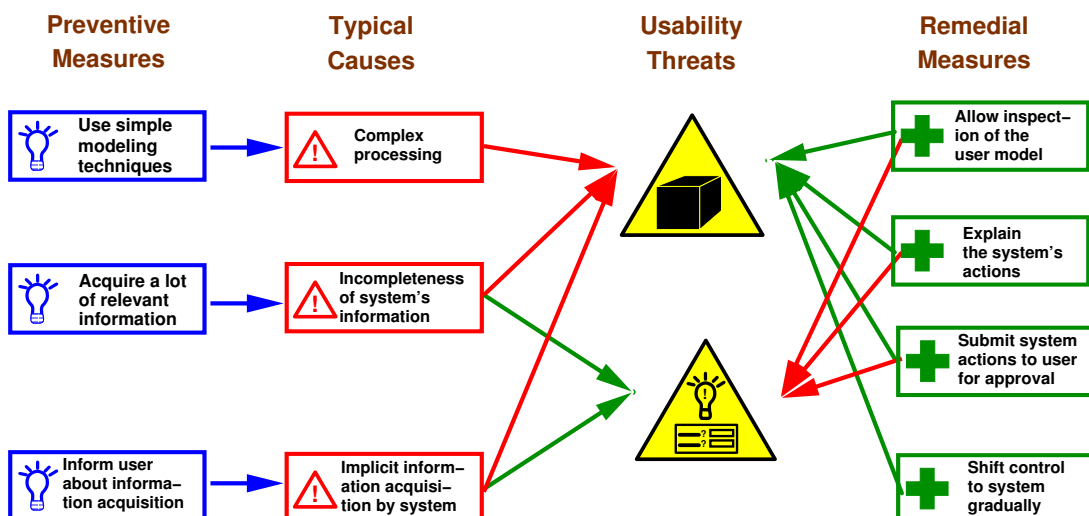 Preventive
Measures
Typical
Causes
Usability
Threats
Remedial
Measures
Use simple
modeling
techniques
!
Complex
processing
Allow inspect–
ion of the
user model
Explain
the system's
actions
Acquire a lot
of relevant
information
!
Incompleteness
of system's
information
Submit system
actions to user
for approval
!
?
?
Inform user
about informa–
tion acquisition
!
Implicit inform–
ation acquisi–
tion by system
Shift control
to system
gradually